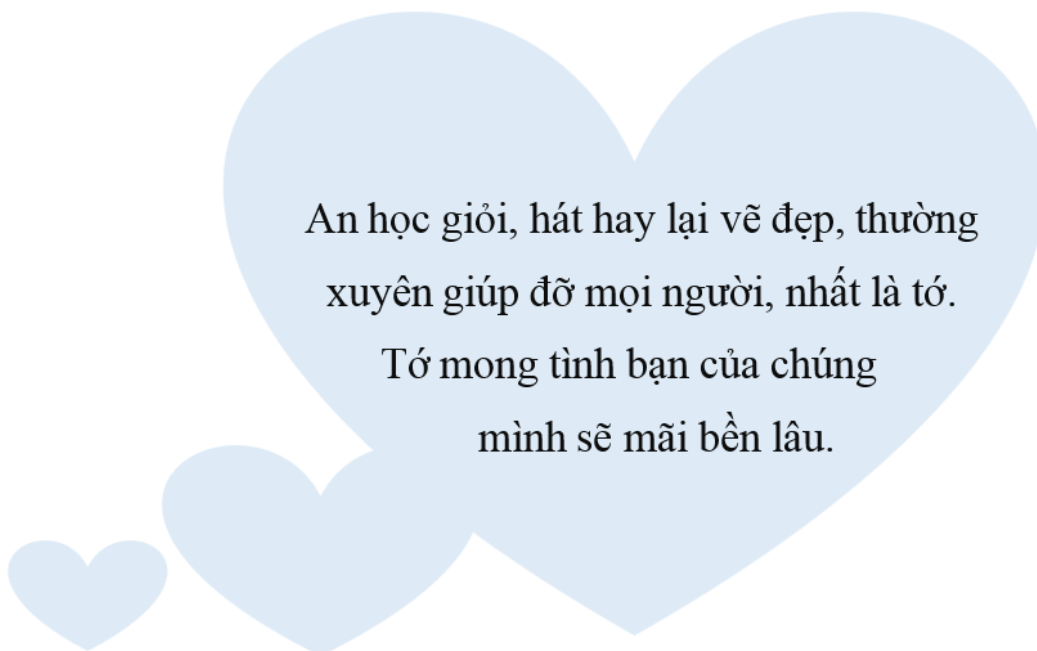 An học giỏi, hát hay lại vẽ đẹp, thường
xuyên giúp đỡ mọi người, nhất là tớ.
Tớ mong tình bạn của chúng
mình sẽ mãi bền lâu.